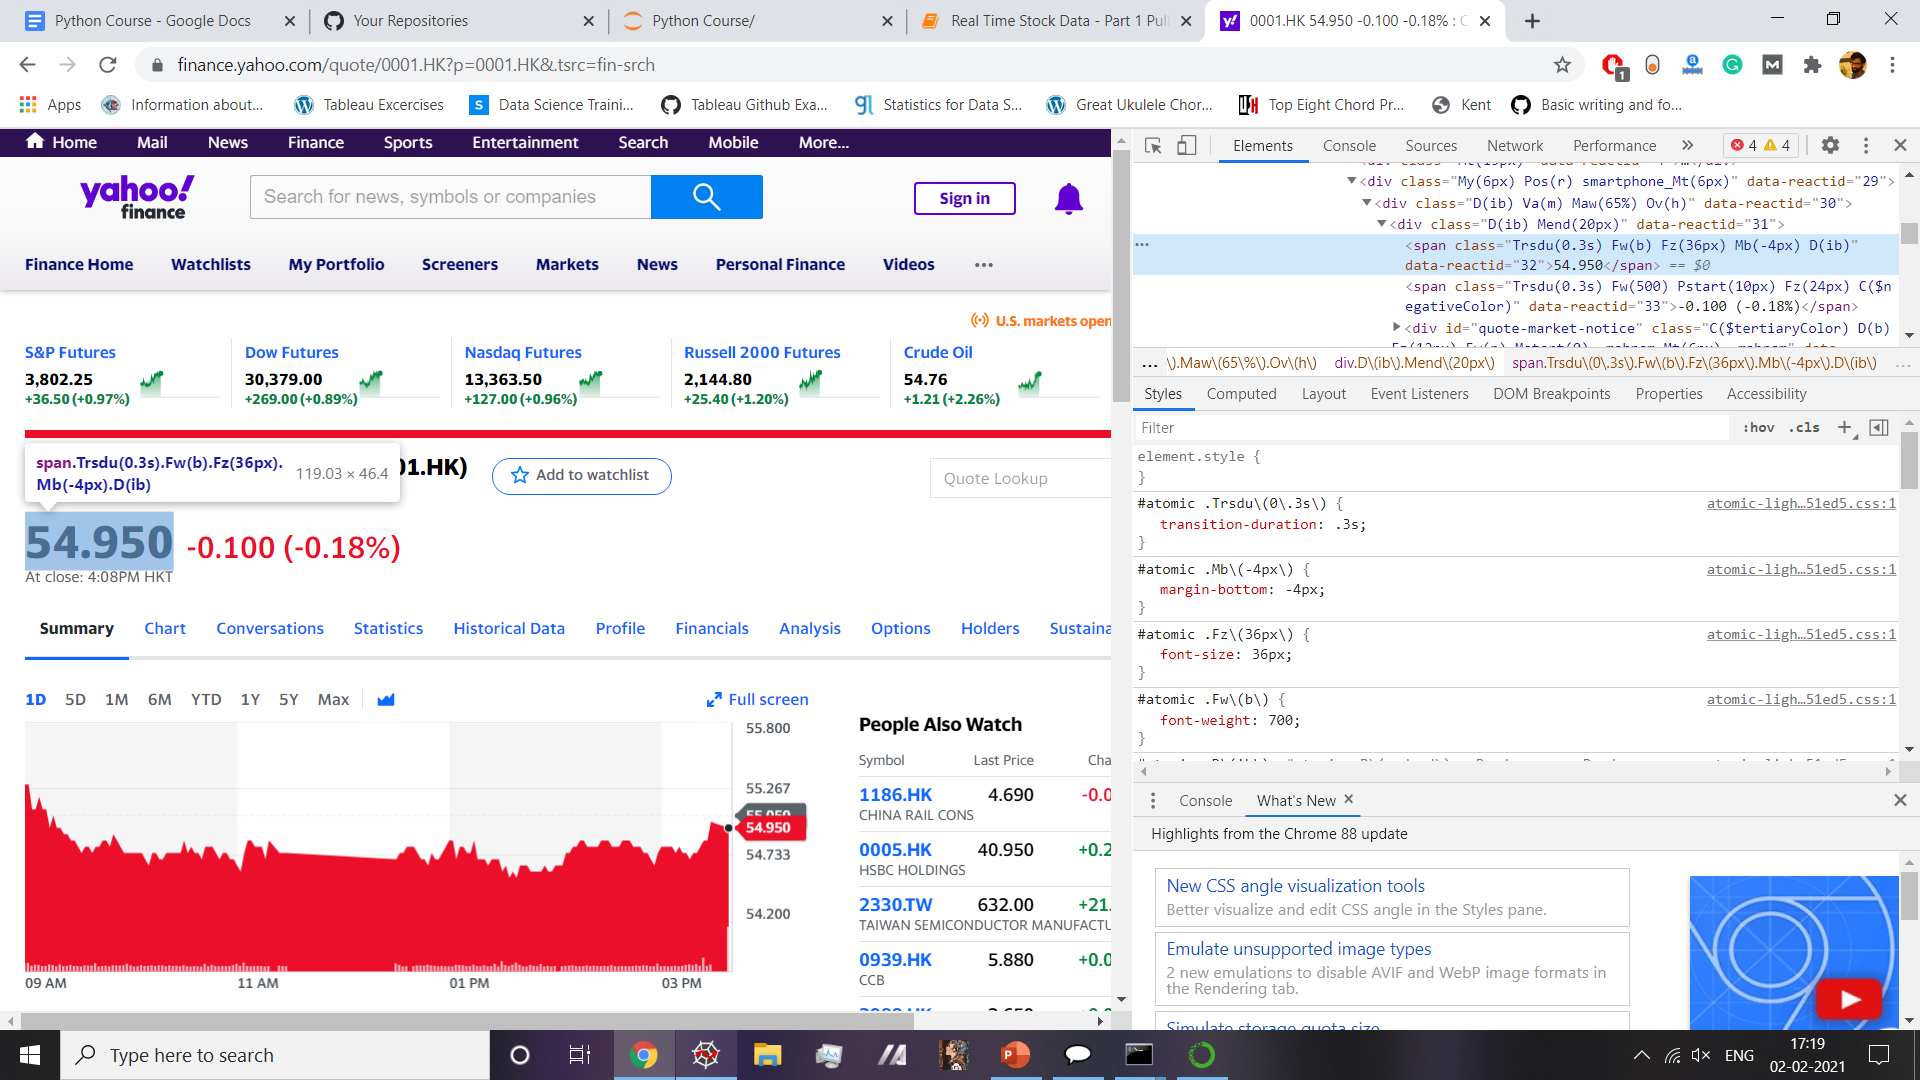 Python Course - Google Docs
Your Repositories
Python Course/
Real Time Stock Data - Part 1 Pul
0001.HK 54.950 -0.100 -0.18% : C
finance.yahoo.com/quote/0001.HK?p=0001.HK&.tsrc=fin-srch
1
Apps
Information about...
Tableau Excercises
Data Science Traini...
Tableau Github Exa...
Statistics for Data S...
Great Ukulele Chor...
Top Eight Chord Pr...
Kent
Basic writing and fo...
Home Mail News Finance Sports Entertainment Search Mobile More...
yahoo!
finance
Search for news, symbols or companies
Sign in
Finance Home Watchlists My Portfolio Screeners Markets News Personal Finance Videos ...
U.S. markets open
S&P Futures
3,802.25
+36.50 (+0.97%)
Dow Futures
30,379.00
+269.00 (+0.89%)
Nasdaq Futures
13,363.50
+127.00 (+0.96%)
Russell 2000 Futures
2,144.80
+25.40 (+1.20%)
Crude Oil
54.76
+1.21 (+2.26%)
span.Trsdu(0.3s).Fw(b).Fz(36px).
Mb(-4px).D(ib)
119.03 × 46.4
01.HK)
Add to watchlist
Quote Lookup
54.950 -0.100 (-0.18%)
At close: 4:08PM HKT
Summary Chart Conversations Statistics Historical Data Profile Financials Analysis Options Holders Sustaina
1D 5D 1M 6M YTD 1Y 5Y Max
Full screen
55.800
55.267
54.950
54.733
54.200
09 AM 11 AM 01 PM 03 PM
People Also Watch
Symbol Last Price Cha
1186.HK 4.690 -0.0
CHINA RAIL CONS
0005.HK 40.950 +0.2
HSBC HOLDINGS
2330.TW 632.00 +21.
TAIWAN SEMICONDUCTOR MANUFACTU
0939.HK 5.880 +0.0
CCB
Elements Console Sources Network Performance » 4 4
<div class="My(6px) Pos(r) smartphone_Mt(6px)" data-reactid="29">
<div class="D(ib) Va(m) Maw(65%) Ov(h)" data-reactid="30">
<div class="D(ib) Mend(20px)" data-reactid="31">
<span class="Trsdu(0.3s) Fw(b) Fz(36px) Mb(-4px) D(ib)"
data-reactid="32">54.950</span> == $0
<span class="Trsdu(0.3s) Fw(500) Pstart(10px) Fz(24px) C($n
egativeColor)" data-reactid="33">-0.100 (-0.18%)</span>
<div id="quote-market-notice" class="C($tertiaryColor) D(b)
... \).Maw\(65\%\).Ov\(h\) div.D\(ib\).Mend\(20px\) span.Trsdu\(0\.3s\).Fw\(b\).Fz\(36px\).Mb\(-4px\).D\(ib\) ...
Styles Computed Layout Event Listeners DOM Breakpoints Properties Accessibility
Filter
:hov .cls +
element.style {
}
#atomic .Trsdu\(0\.3s\) {
atomic-ligh…51ed5.css:1
transition-duration: .3s;
}
#atomic .Mb\(-4px\) {
atomic-ligh…51ed5.css:1
margin-bottom: -4px;
}
#atomic .Fz\(36px\) {
atomic-ligh…51ed5.css:1
font-size: 36px;
}
#atomic .Fw\(b\) {
atomic-ligh…51ed5.css:1
font-weight: 700;
}
Console What's New
Highlights from the Chrome 88 update
New CSS angle visualization tools
Better visualize and edit CSS angle in the Styles pane.
Emulate unsupported image types
2 new emulations to disable AVIF and WebP image formats in
the Rendering tab.
Simulate storage quota size
Type here to search
ENG
17:19
02-02-2021